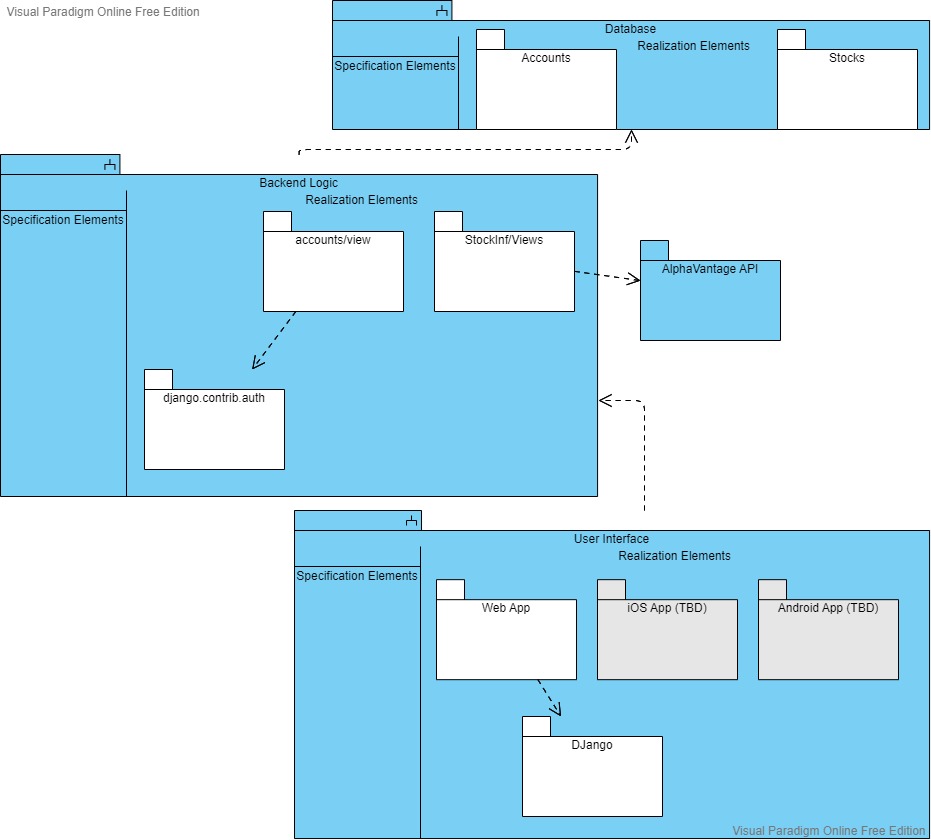 Visual Paradigm Online Free Edition
Database
Realization Elements
Specification Elements
Accounts
Stocks
Backend Logic
Realization Elements
Specification Elements
accounts/view
StockInf/Views
AlphaVantage API
django.contrib.auth
User Interface
Realization Elements
Specification Elements
Web App
iOS App (TBD)
Android App (TBD)
DJango
Visual Paradigm Online Free Edition